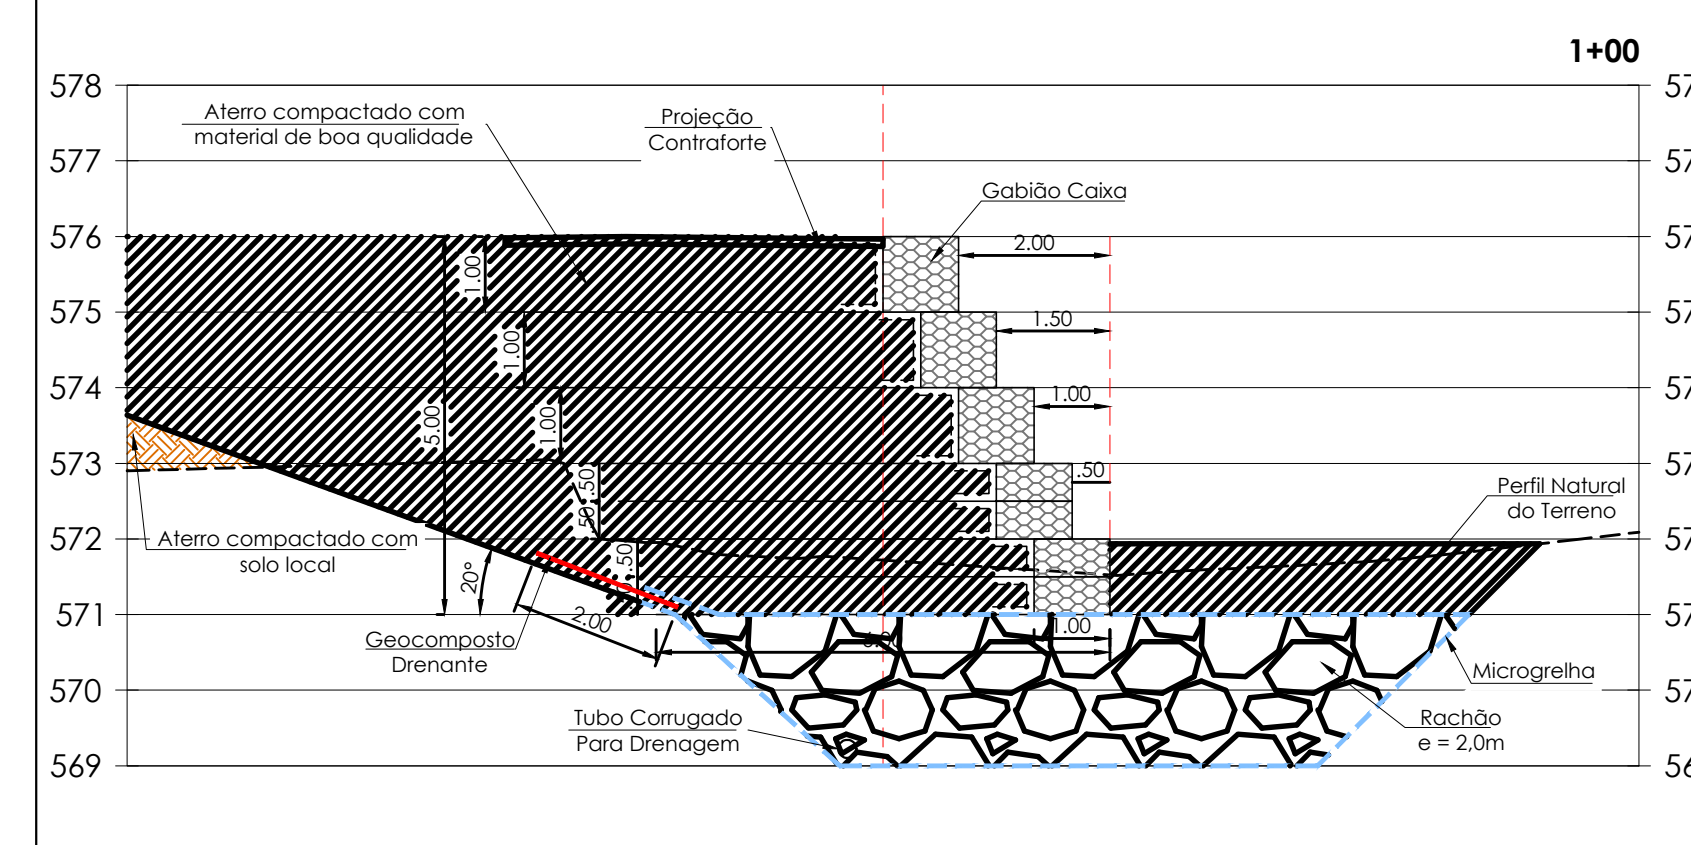 1+00
578
577
576
575
574
573
572
571
570
569
Aterro compactado com
material de boa qualidade
Projeção
Contraforte
Gabião Caixa
2.00
1.50
1.00
.50
1.00
1.00
1.00
5.00
.50
.50
.50
20°
2.00
1.00
Perfil Natural
do Terreno
Aterro compactado com
solo local
Geocomposto
Drenante
Microgrelha
Tubo Corrugado
Para Drenagem
Rachão
e = 2,0m